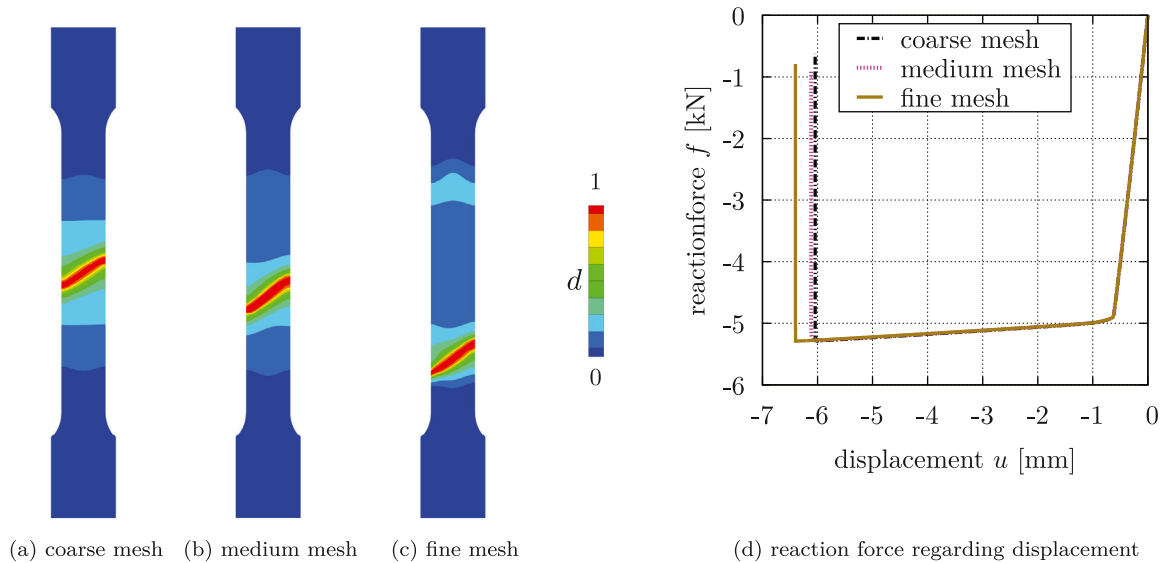 1
d
0
(a) coarse mesh
(b) medium mesh
(c) fine mesh
0
-1
-2
-3
-4
-5
-6
reactionforce f [kN]
coarse mesh
medium mesh
fine mesh
-7 -6 -5 -4 -3 -2 -1 0
displacement u [mm]
(d) reaction force regarding displacement